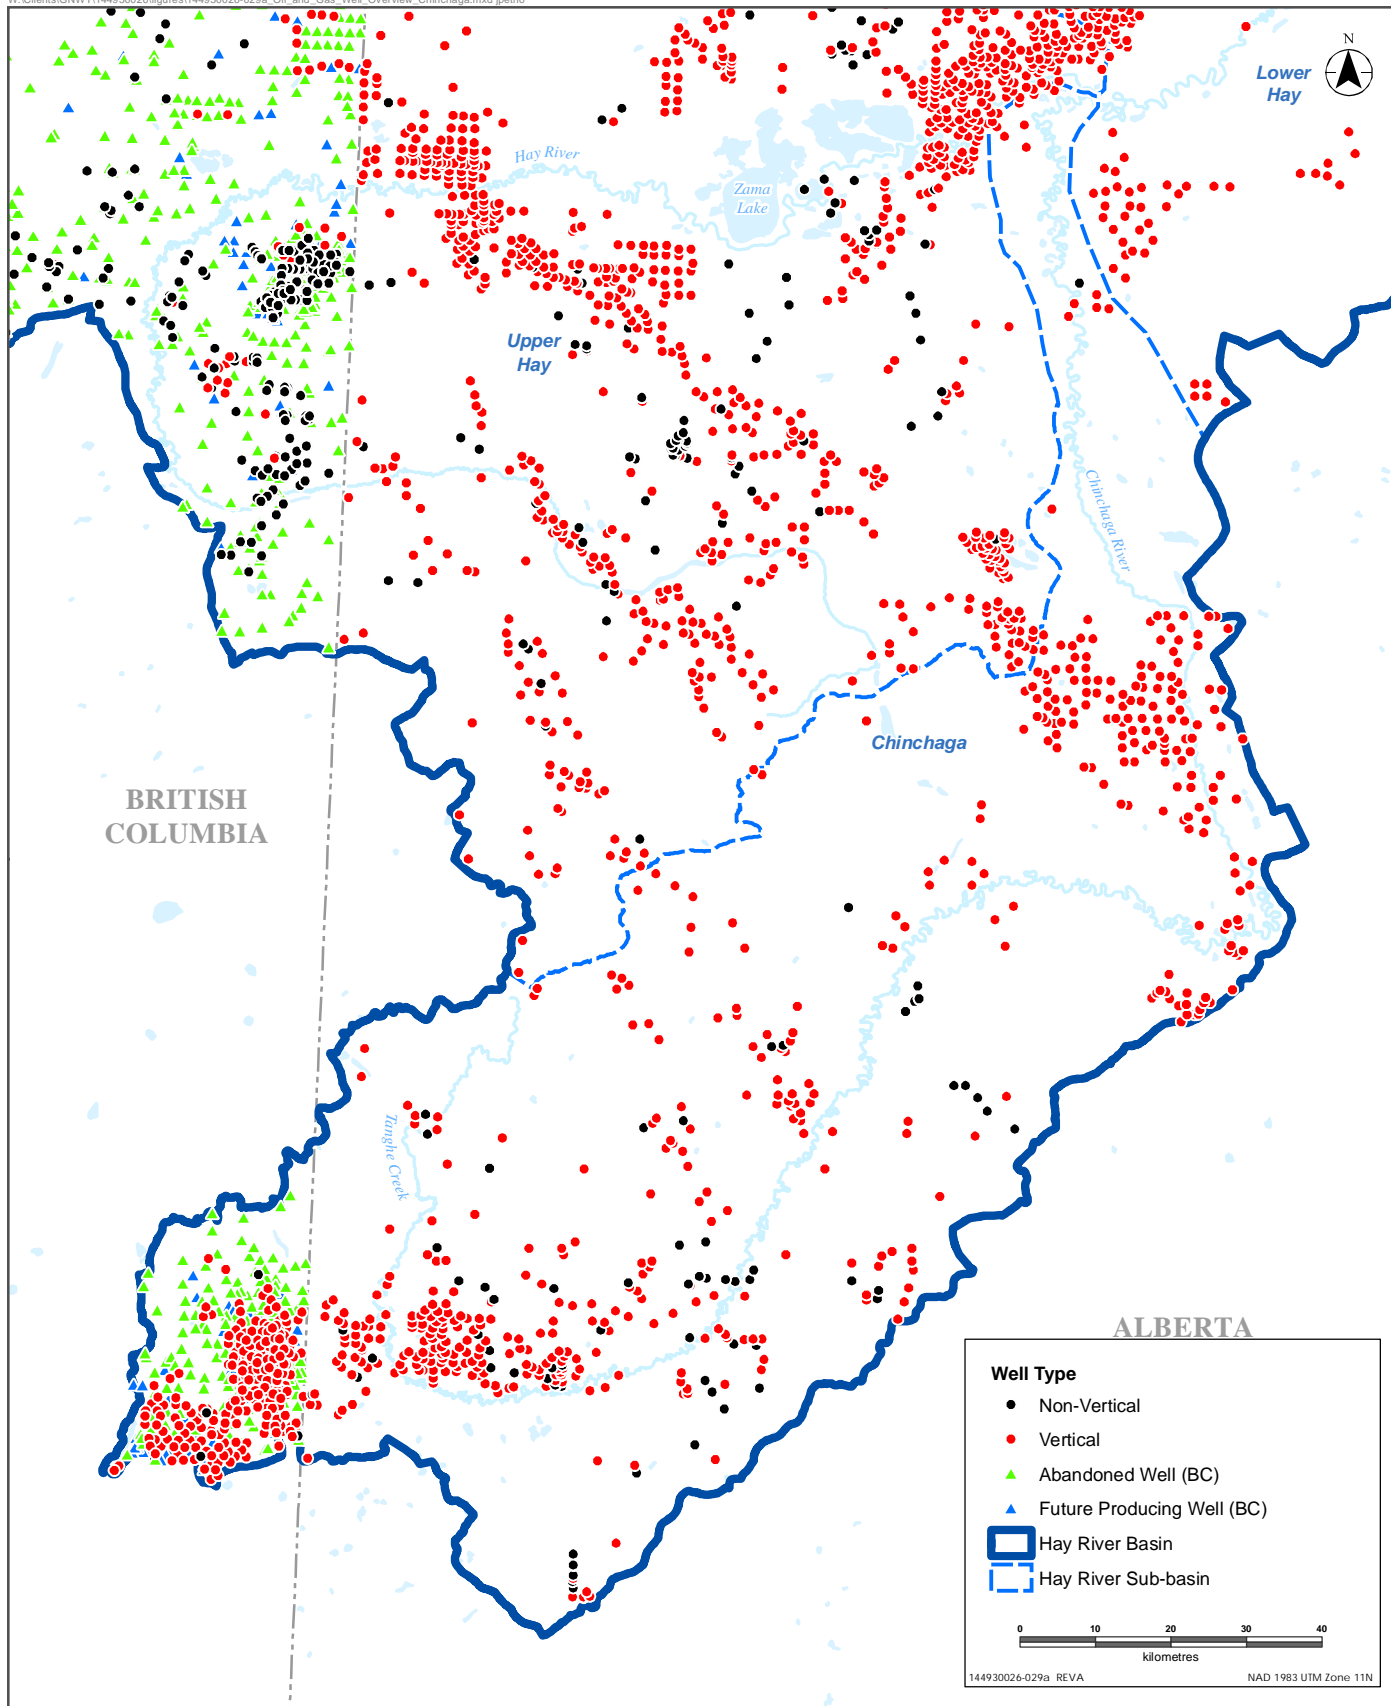 N
Lower
Hay
Hay River
Zama
Lake
Upper
Hay
Chinchaga River
Chinchaga
BRITISH
COLUMBIA
Tanghe Creek
ALBERTA
Well Type
Non-Vertical
Vertical
Abandoned Well (BC)
Future Producing Well (BC)
Hay River Basin
Hay River Sub-basin
0 10 20 30 40
kilometres
144930026-029a REVA
NAD 1983 UTM Zone 11N